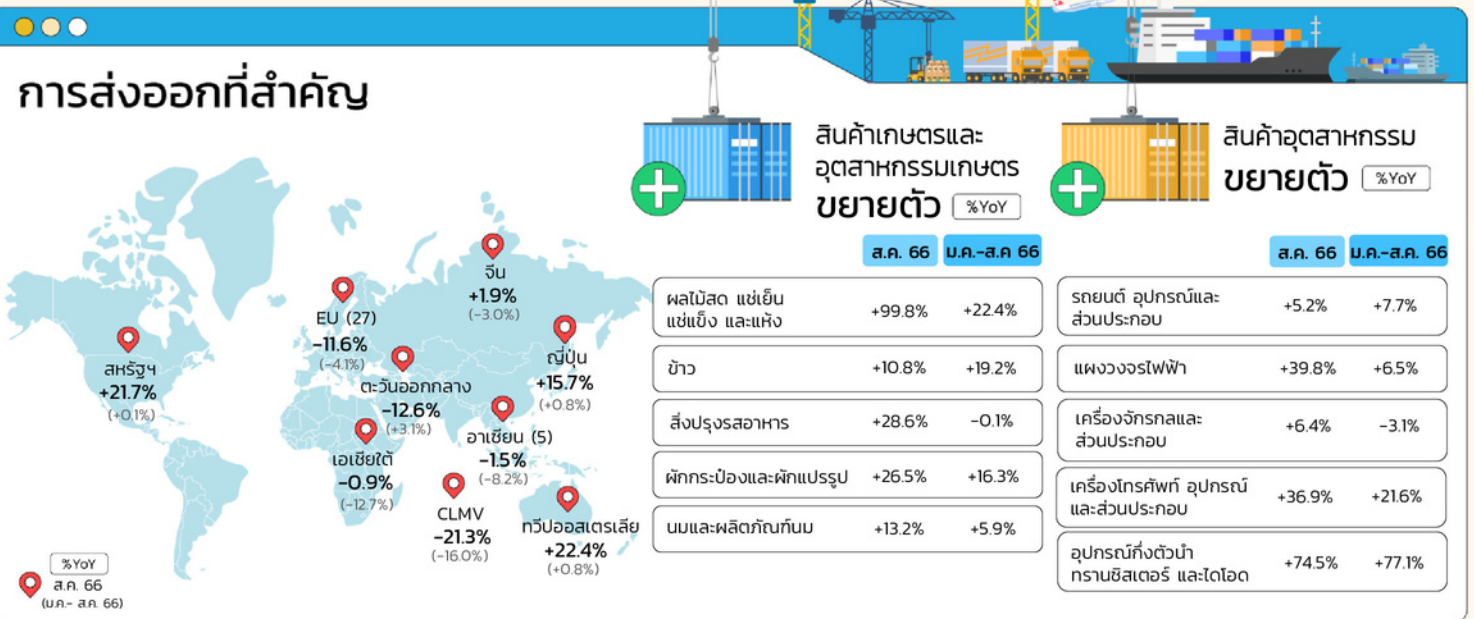 การส่งออกที่สำคัญ
จีน
+1.9%
(-3.0%)
EU (27)
-11.6%
(-4.1%)
สหรัฐฯ
+21.7%
(+0.1%)
ญี่ปุ่น
+15.7%
(+0.8%)
ตะวันออกกลาง
-12.6%
(+3.1%)
อาเซียน (5)
-1.5%
(-8.2%)
เอเชียใต้
-0.9%
(-12.7%)
CLMV
-21.3%
(-16.0%)
ทวีปออสเตรเลีย
+22.4%
(+0.8%)
%YoY
ส.ค. 66
(ม.ค.- ส.ค. 66)
สินค้าเกษตรและ
อุตสาหกรรมเกษตร
ขยายตัว %YoY
ส.ค. 66 ม.ค.-ส.ค 66
ผลไม้สด แช่เย็น
แช่แข็ง และแห้ง
+99.8% +22.4%
ข้าว +10.8% +19.2%
สิ่งปรุงรสอาหาร +28.6% -0.1%
ผักกระป๋องและผักแปรรูป +26.5% +16.3%
นมและผลิตภัณฑ์นม +13.2% +5.9%
สินค้าอุตสาหกรรม
ขยายตัว %YoY
ส.ค. 66 ม.ค.-ส.ค. 66
รถยนต์ อุปกรณ์และ
ส่วนประกอบ
+5.2% +7.7%
แผงวงจรไฟฟ้า +39.8% +6.5%
เครื่องจักรกลและ
ส่วนประกอบ
+6.4% -3.1%
เครื่องโทรศัพท์ อุปกรณ์
และส่วนประกอบ
+36.9% +21.6%
อุปกรณ์กึ่งตัวนำ
ทรานซิสเตอร์ และไดโอด
+74.5% +77.1%